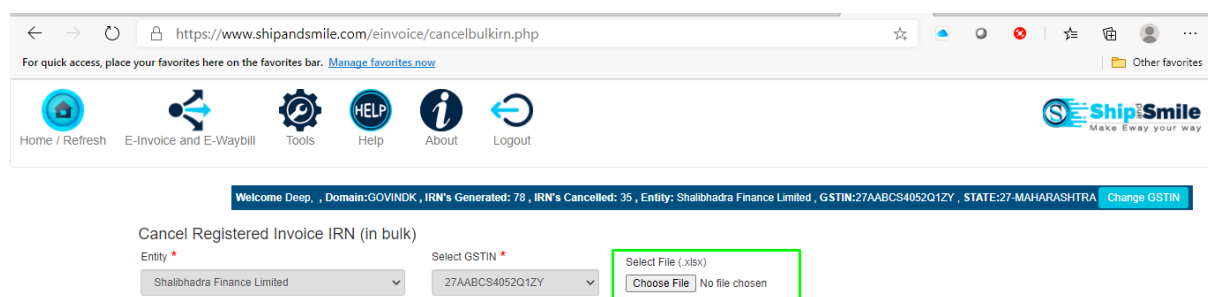 https://www.shipandsmile.com/einvoice/cancelbulkirn.php
For quick access, place your favorites here on the favorites bar. Manage favorites now
Other favorites
HELP
Home / Refresh E-Invoice and E-Waybill Tools Help About Logout
Ship and Smile
Make Eway your way
Welcome Deep, , Domain:GOVINDK , IRN's Generated: 78 , IRN's Cancelled: 35 , Entity: Shalibhadra Finance Limited , GSTIN:27AABCS4052Q1ZY , STATE:27-MAHARASHTRA Change GSTIN
Cancel Registered Invoice IRN (in bulk)
Entity * Select GSTIN * Select File (.xlsx)
Shalibhadra Finance Limited 27AABCS4052Q1ZY Choose File No file chosen